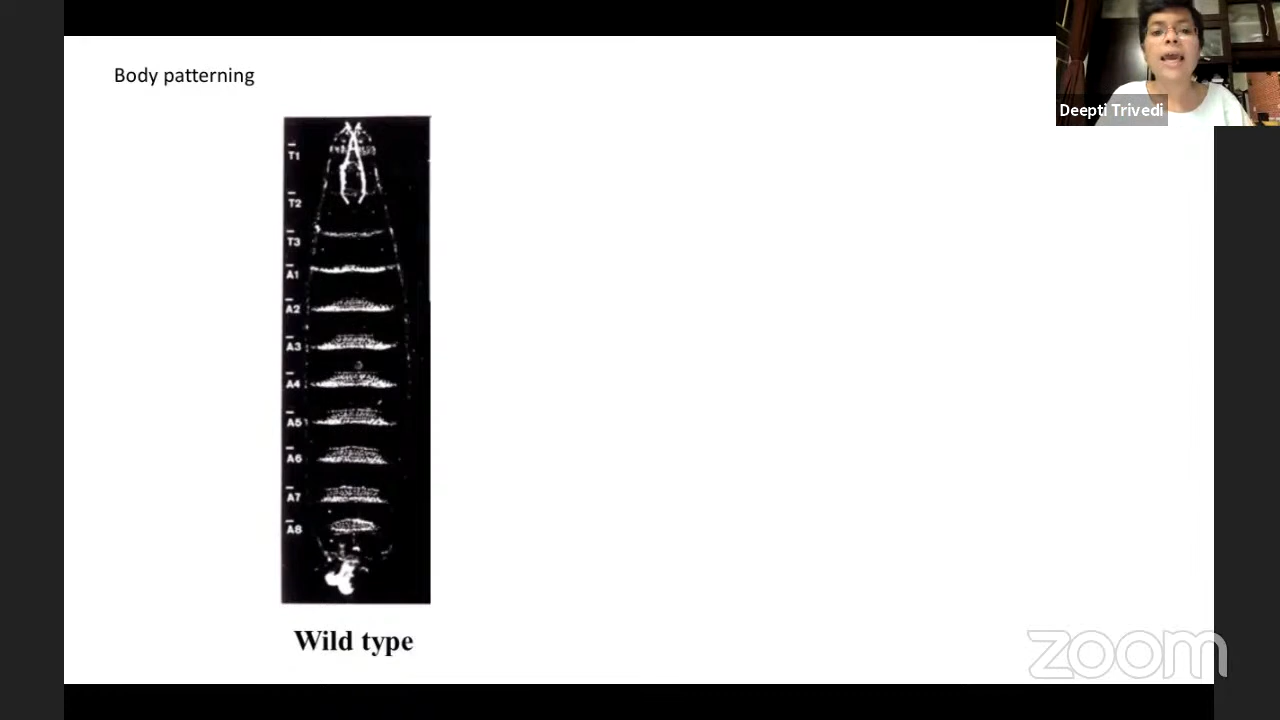 Body patterning
Deepti Trivedi
T1
T2
T3
A1
A2
A3
A4
A5
A6
A7
A8
Wild type
zoom